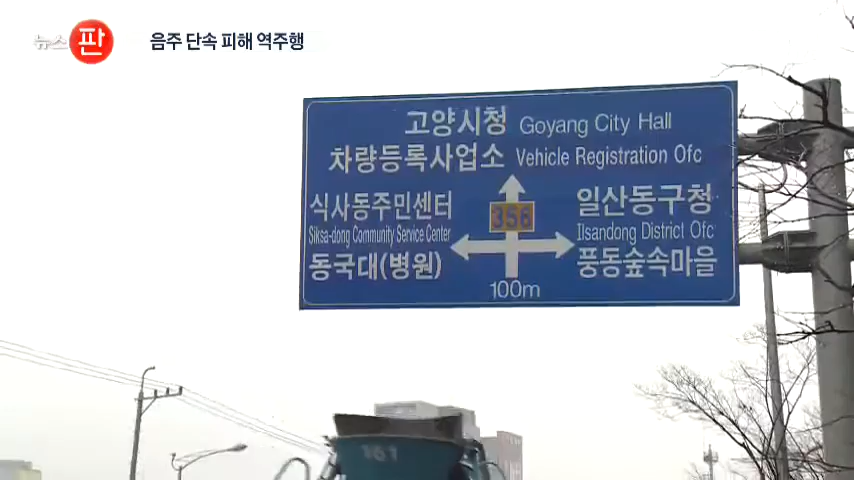 뉴스 판 음주 단속 피해 역주행
고양시청 Goyang City Hall
차량등록사업소 Vehicle Registration Ofc
식사동주민센터
Siksa-dong Community Service Center
동국대(병원)
356
일산동구청
Ilsandong District Ofc
풍동숲속마을
100m
161